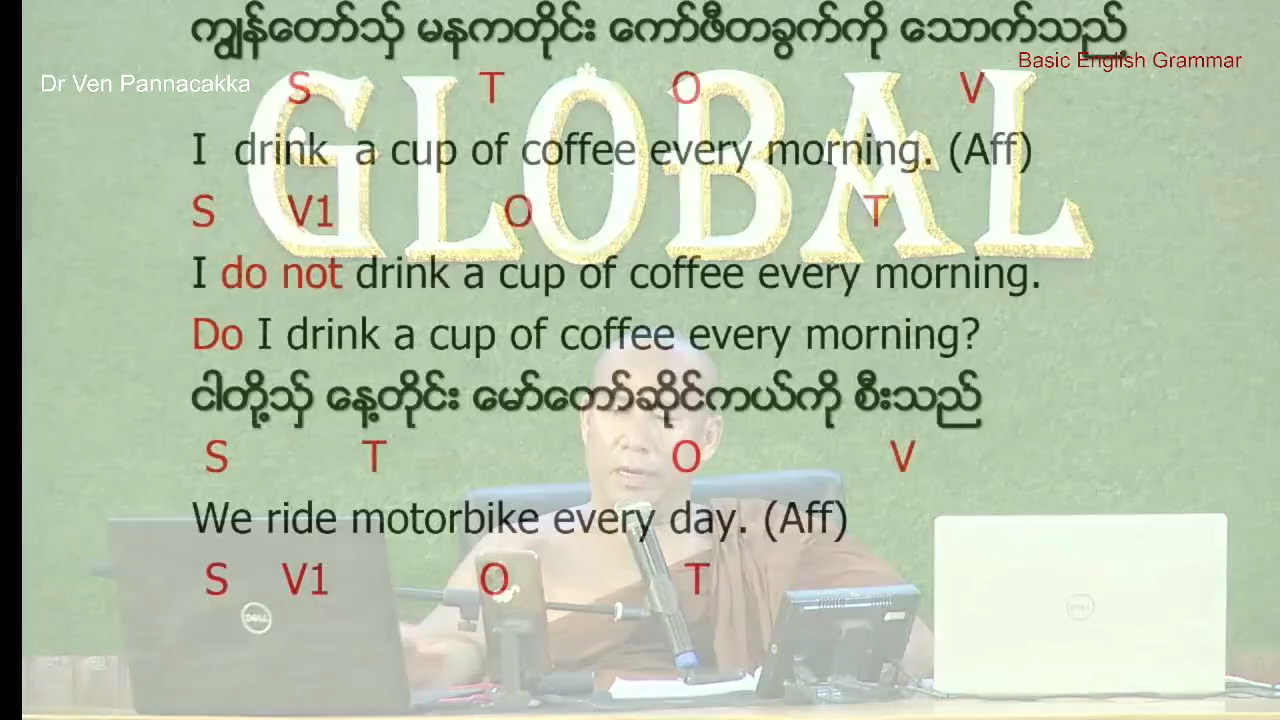 ကျွန်တော်သ်ှ မနကတိုင်း ကော်ဖီတခွက်ကို သောက်သည်
Basic English Grammar
Dr Ven Pannacakka
S T O V
GLOBAL
I drink a cup of coffee every morning. (Aff)
S V1 O T
I do not drink a cup of coffee every morning.
Do I drink a cup of coffee every morning?
ငါတို့သ်ှ နေ့တိုင်း မော်တော်ဆိုင်ကယ်ကို စီးသည်
S T O V
We ride motorbike every day. (Aff)
S V1 O T
DELL
DELL